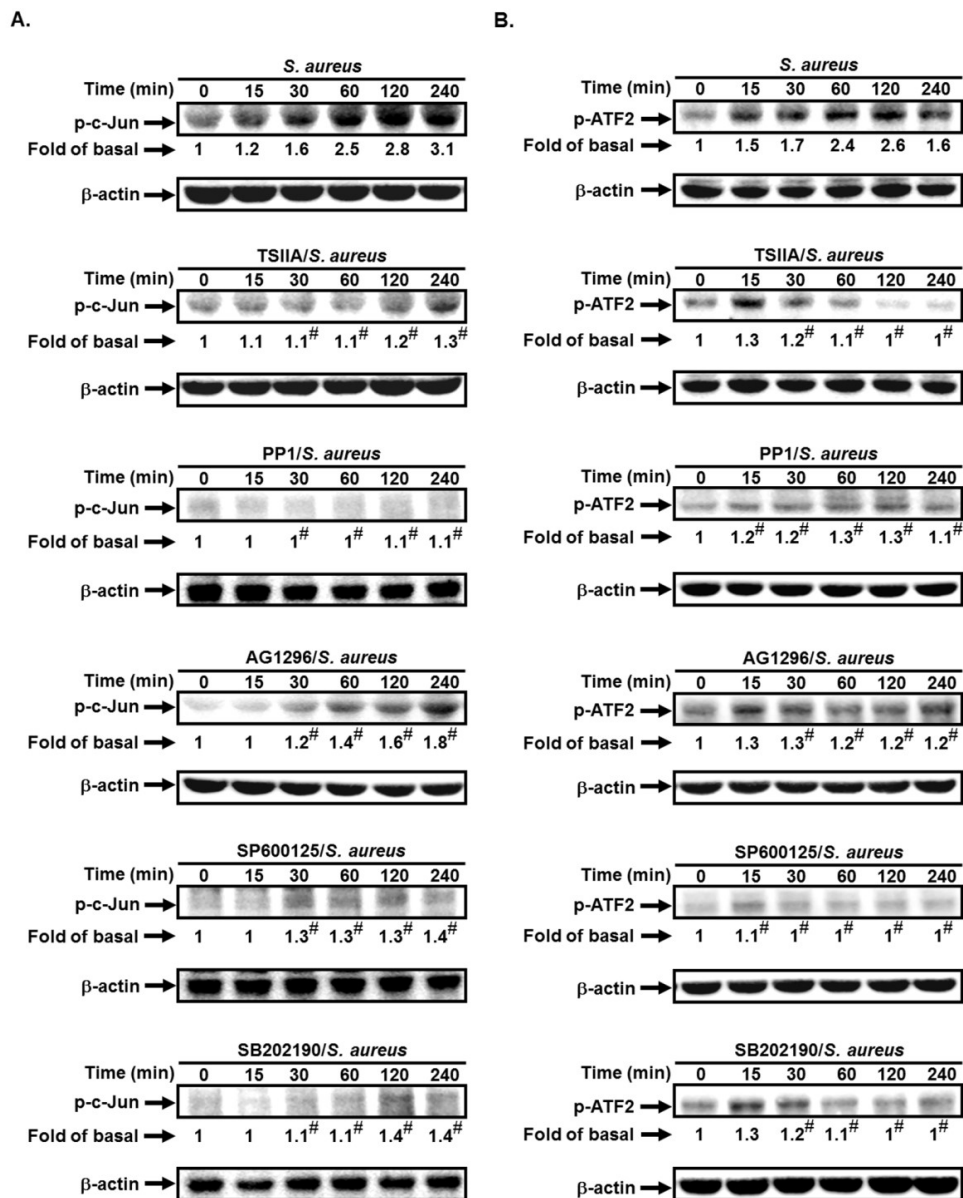 A.
S. aureus
Time (min) 0 15 30 60 120 240
p-c-Jun
Fold of basal 1 1.2 1.6 2.5 2.8 3.1
β-actin
TSIIA/S. aureus
Time (min) 0 15 30 60 120 240
p-c-Jun
Fold of basal 1 1.1 1.1# 1.1# 1.2# 1.3#
β-actin
PP1/S. aureus
Time (min) 0 15 30 60 120 240
p-c-Jun
Fold of basal 1 1 1# 1# 1.1# 1.1#
β-actin
AG1296/S. aureus
Time (min) 0 15 30 60 120 240
p-c-Jun
Fold of basal 1 1 1.2# 1.4# 1.6# 1.8#
β-actin
SP600125/S. aureus
Time (min) 0 15 30 60 120 240
p-c-Jun
Fold of basal 1 1 1.3# 1.3# 1.3# 1.4#
β-actin
SB202190/S. aureus
Time (min) 0 15 30 60 120 240
p-c-Jun
Fold of basal 1 1 1.1# 1.1# 1.4# 1.4#
β-actin
B.
S. aureus
Time (min) 0 15 30 60 120 240
p-ATF2
Fold of basal 1 1.5 1.7 2.4 2.6 1.6
β-actin
TSIIA/S. aureus
Time (min) 0 15 30 60 120 240
p-ATF2
Fold of basal 1 1.3 1.2# 1.1# 1# 1#
β-actin
PP1/S. aureus
Time (min) 0 15 30 60 120 240
p-ATF2
Fold of basal 1 1.2# 1.2# 1.3# 1.3# 1.1#
β-actin
AG1296/S. aureus
Time (min) 0 15 30 60 120 240
p-ATF2
Fold of basal 1 1.3 1.3# 1.2# 1.2# 1.2#
β-actin
SP600125/S. aureus
Time (min) 0 15 30 60 120 240
p-ATF2
Fold of basal 1 1.1# 1# 1# 1# 1#
β-actin
SB202190/S. aureus
Time (min) 0 15 30 60 120 240
p-ATF2
Fold of basal 1 1.3 1.2# 1.1# 1# 1#
β-actin